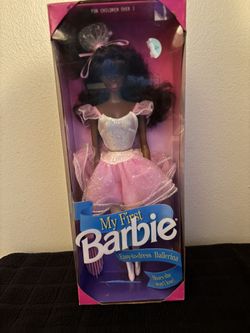 FOR CHILDREN OVER 3
My First
Barbie
Easy-to-dress Ballerina